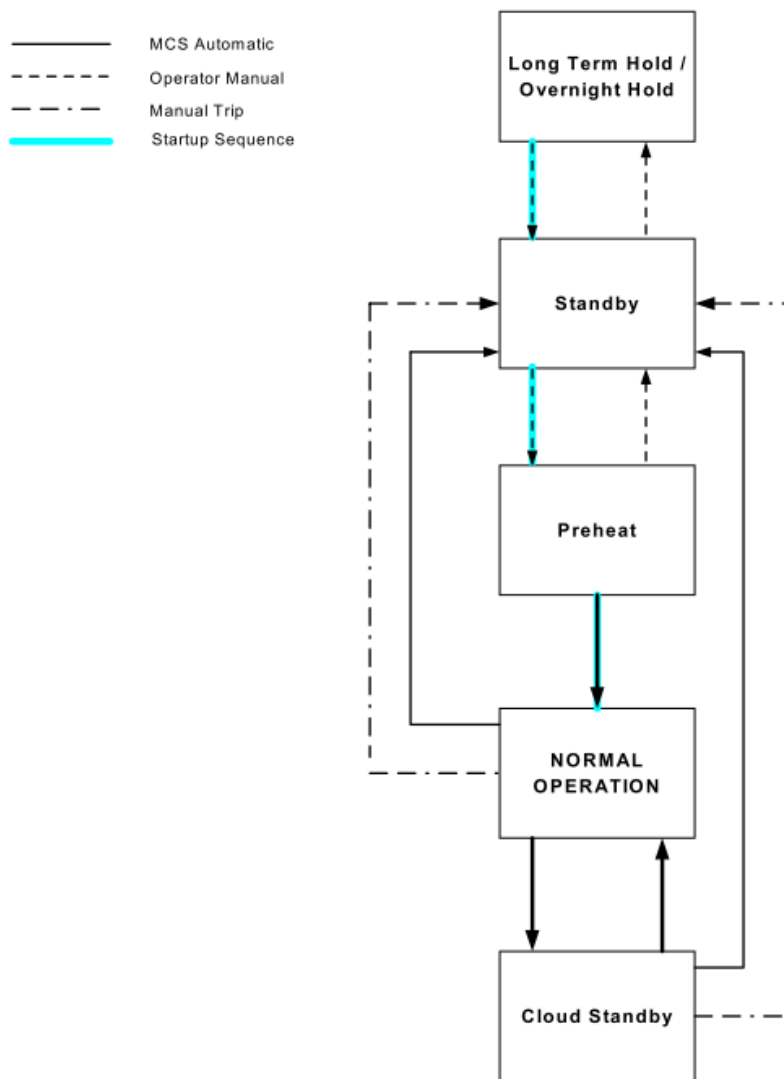 MCS Automatic
Operator Manual
Manual Trip
Startup Sequence
Long Term Hold /
Overnight Hold
Standby
Preheat
NORMAL
OPERATION
Cloud Standby